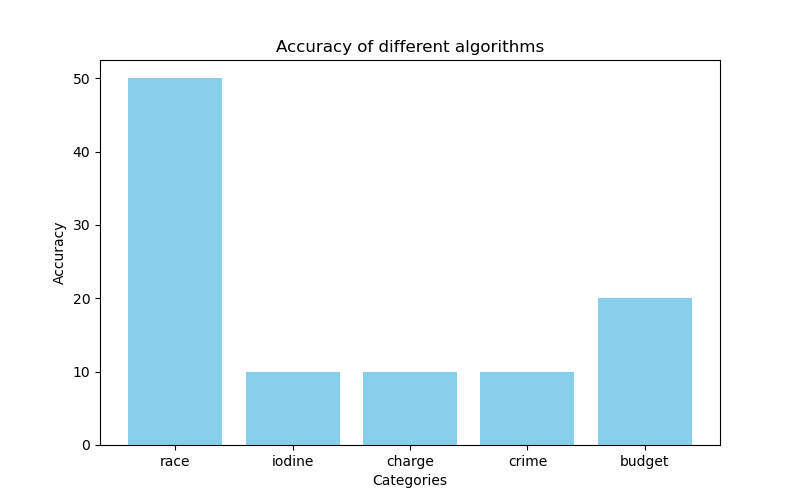 Accuracy of different algorithms
Accuracy
50
40
30
20
10
0
race iodine charge crime budget
Categories